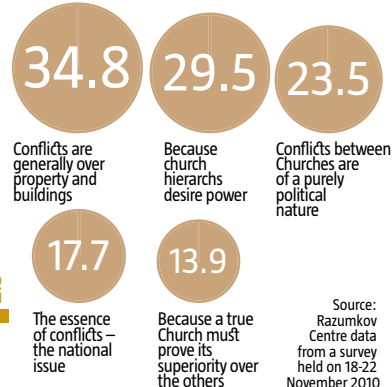 34.8
29.5
23.5
Conflicts are
generally over
property and
buildings
Because
church
hierarchs
desire power
Conflicts between
Churches are
of a purely
political
nature
17.7
13.9
The essence
of conflicts –
the national
issue
Because a true
Church must
prove its
superiority over
the others
Source:
Razumkov
Centre data
from a survey
held on 18-22
November 2010